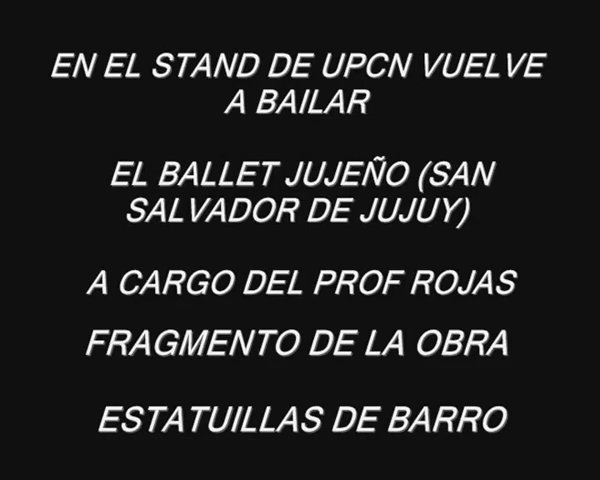 EN EL STAND DE UPCN VUELVE
A BAILAR
EL BALLET JUJEÑO (SAN
SALVADOR DE JUJUY)
A CARGO DEL PROF ROJAS
FRAGMENTO DE LA OBRA
ESTATUILLAS DE BARRO